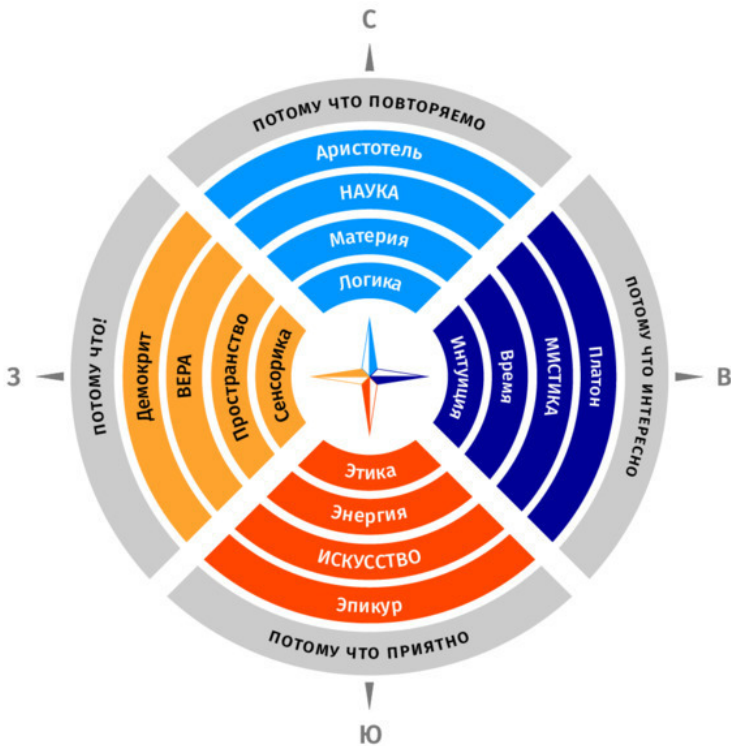 С
ПОТОМУ ЧТО ПОВТОРЯЕМО
Аристотель
НАУКА
Материя
Логика
З
ПОТОМУ ЧТО!
Демокрит
ВЕРА
Пространство
Сенсорика
Интуиция
Время
МИСТИКА
Платон
ПОТОМУ ЧТО ИНТЕРЕСНО
В
Этика
Энергия
ИСКУССТВО
Эпикур
ПОТОМУ ЧТО ПРИЯТНО
Ю